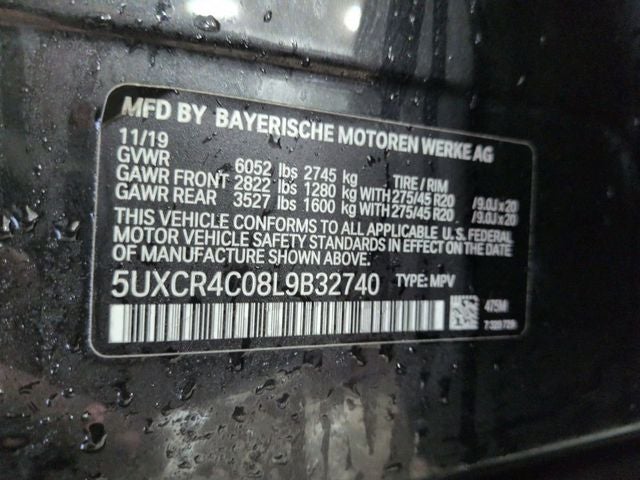 MFD BY BAYERISCHE MOTOREN WERKE AG
11/19
GVWR 6052 lbs 2745 kg TIRE / RIM
GAWR FRONT 2822 lbs 1280 kg WITH 275/45 R20 /9.0J x 20
GAWR REAR 3527 lbs 1600 kg WITH 275/45 R20 /9.0J x 20
THIS VEHICLE CONFORMS TO ALL APPLICABLE U. S. FEDERAL
MOTOR VEHICLE SAFETY STANDARDS IN EFFECT ON THE DATE
OF MANUFACTURE SHOWN ABOVE.
5UXCR4C08L9B32740 TYPE: MPV
475M